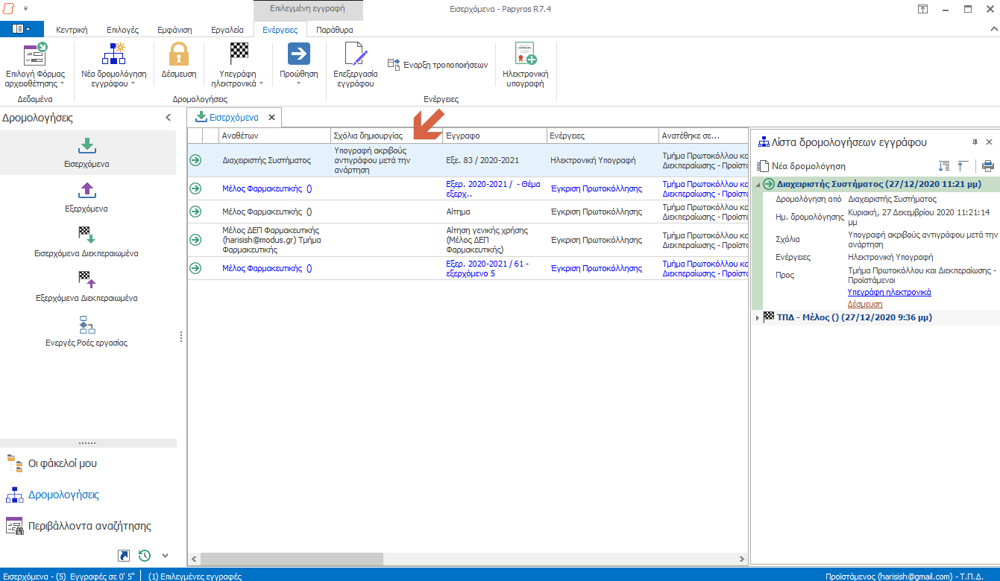 Επιλεγμένη εγγραφή
Εισερχόμενα - Papyros R7.4
Κεντρική Επιλογές Εμφάνιση Εργαλεία Ενέργειες Παράθυρα
Επιλογή Φόρμας
αρχειοθέτησης
Νέα δρομολόγηση
εγγράφου
Δέσμευση
Υπεγράφη
ηλεκτρονικά
Προώθηση
Επεξεργασία
εγγράφου
Έναρξη τροποποιήσεων
Ηλεκτρονική
υπογραφή
Δεδομένα
Δρομολογήσεις
Ενέργειες
Δρομολογήσεις
Εισερχόμενα
Εξερχόμενα
Εισερχόμενα Διεκπεραιωμένα
Εξερχόμενα Διεκπεραιωμένα
Ενεργές Ροές εργασίας
Οι φάκελοί μου
Δρομολογήσεις
Περιβάλλοντα αναζήτησης
Εισερχόμενα
Αναθέτων Σχόλια δημιουργίας Έγγραφο Ενέργειες Ανατέθηκε σε...
Διαχειριστής Συστήματος
Υπογραφή ακριβούς
αντιγράφου μετά την
ανάρτηση
Εξε. 83 / 2020-2021
Ηλεκτρονική Υπογραφή
Τμήμα Πρωτοκόλλου κα
Διεκπεραίωσης - Προϊστα
Μέλος Φαρμακευτικής ()
Εξερ. 2020-2021 / - Θέμα
εξερχ..
Έγκριση Πρωτοκόλλησης
Τμήμα Πρωτοκόλλου κα
Διεκπεραίωσης - Προϊστα
Μέλος Φαρμακευτικής ()
Αίτημα
Έγκριση Πρωτοκόλλησης
Τμήμα Πρωτοκόλλου κα
Διεκπεραίωσης - Προϊστα
Μέλος ΔΕΠ Φαρμακευτικής
(harisish@modus.gr) Τμήμα
Φαρμακευτικής
Αίτηση γενικής χρήσης
(Μέλος ΔΕΠ
Φαρμακευτικής)
Έγκριση Πρωτοκόλλησης
Τμήμα Πρωτοκόλλου κα
Διεκπεραίωσης - Προϊστα
Μέλος Φαρμακευτικής ()
Εξερ. 2020-2021 / 61 -
εξερχόμενο 5
Έγκριση Πρωτοκόλλησης
Τμήμα Πρωτοκόλλου κα
Διεκπεραίωσης - Προϊστα
Λίστα δρομολογήσεων εγγράφου
Νέα δρομολόγηση
Διαχειριστής Συστήματος (27/12/2020 11:21 μμ)
Δρομολόγηση από Διαχειριστής Συστήματος
Ημ. δρομολόγησης Κυριακή, 27 Δεκεμβρίου 2020 11:21:14
μμ
Σχόλια Υπογραφή ακριβούς αντιγράφου μετά την
ανάρτηση
Ενέργειες Ηλεκτρονική Υπογραφή
Προς Τμήμα Πρωτοκόλλου και Διεκπεραίωσης -
Προϊστάμενοι
Υπεγράφη ηλεκτρονικά
Δέσμευση
ΤΠΔ - Μέλος () (27/12/2020 9:36 μμ)
Εισερχόμενα - (5) Εγγραφές σε 0' 5" (1) Επιλεγμένες εγγραφές
Προϊστάμενος (harisish@gmail.com) - Τ.Π.Δ.